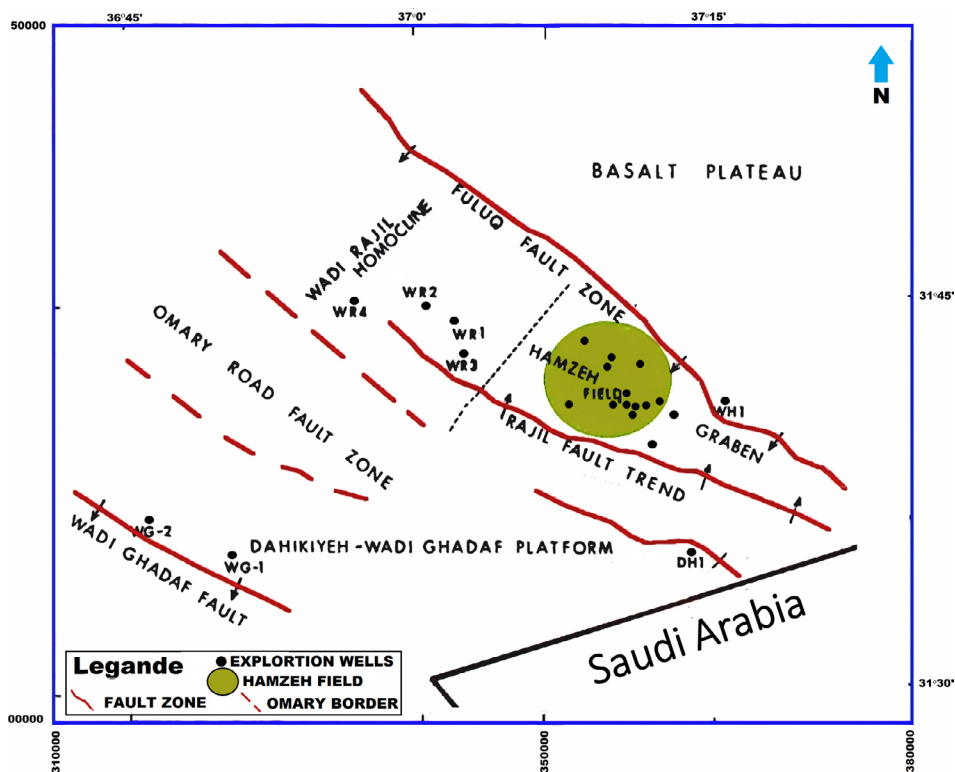 36°45'
37°0'
37°15'
50000
N
BASALT PLATEAU
FULUQ FAULT ZONE
WADI RAJIL
HOMOCLINE
31°45'
WR2
WR4
WR1
WR3
OMARY ROAD FAULT ZONE
HAMZEH
FIELD
WH1
GRABEN
RAJIL FAULT TREND
WG-2
WG-1
DAHIKIYEH-WADI GHADAF PLATFORM
DH1
WADI GHADAF FAULT
Saudi Arabia
Legande
EXPLORTION WELLS
HAMZEH FIELD
FAULT ZONE
OMARY BORDER
31°30'
00000
310000
350000
380000